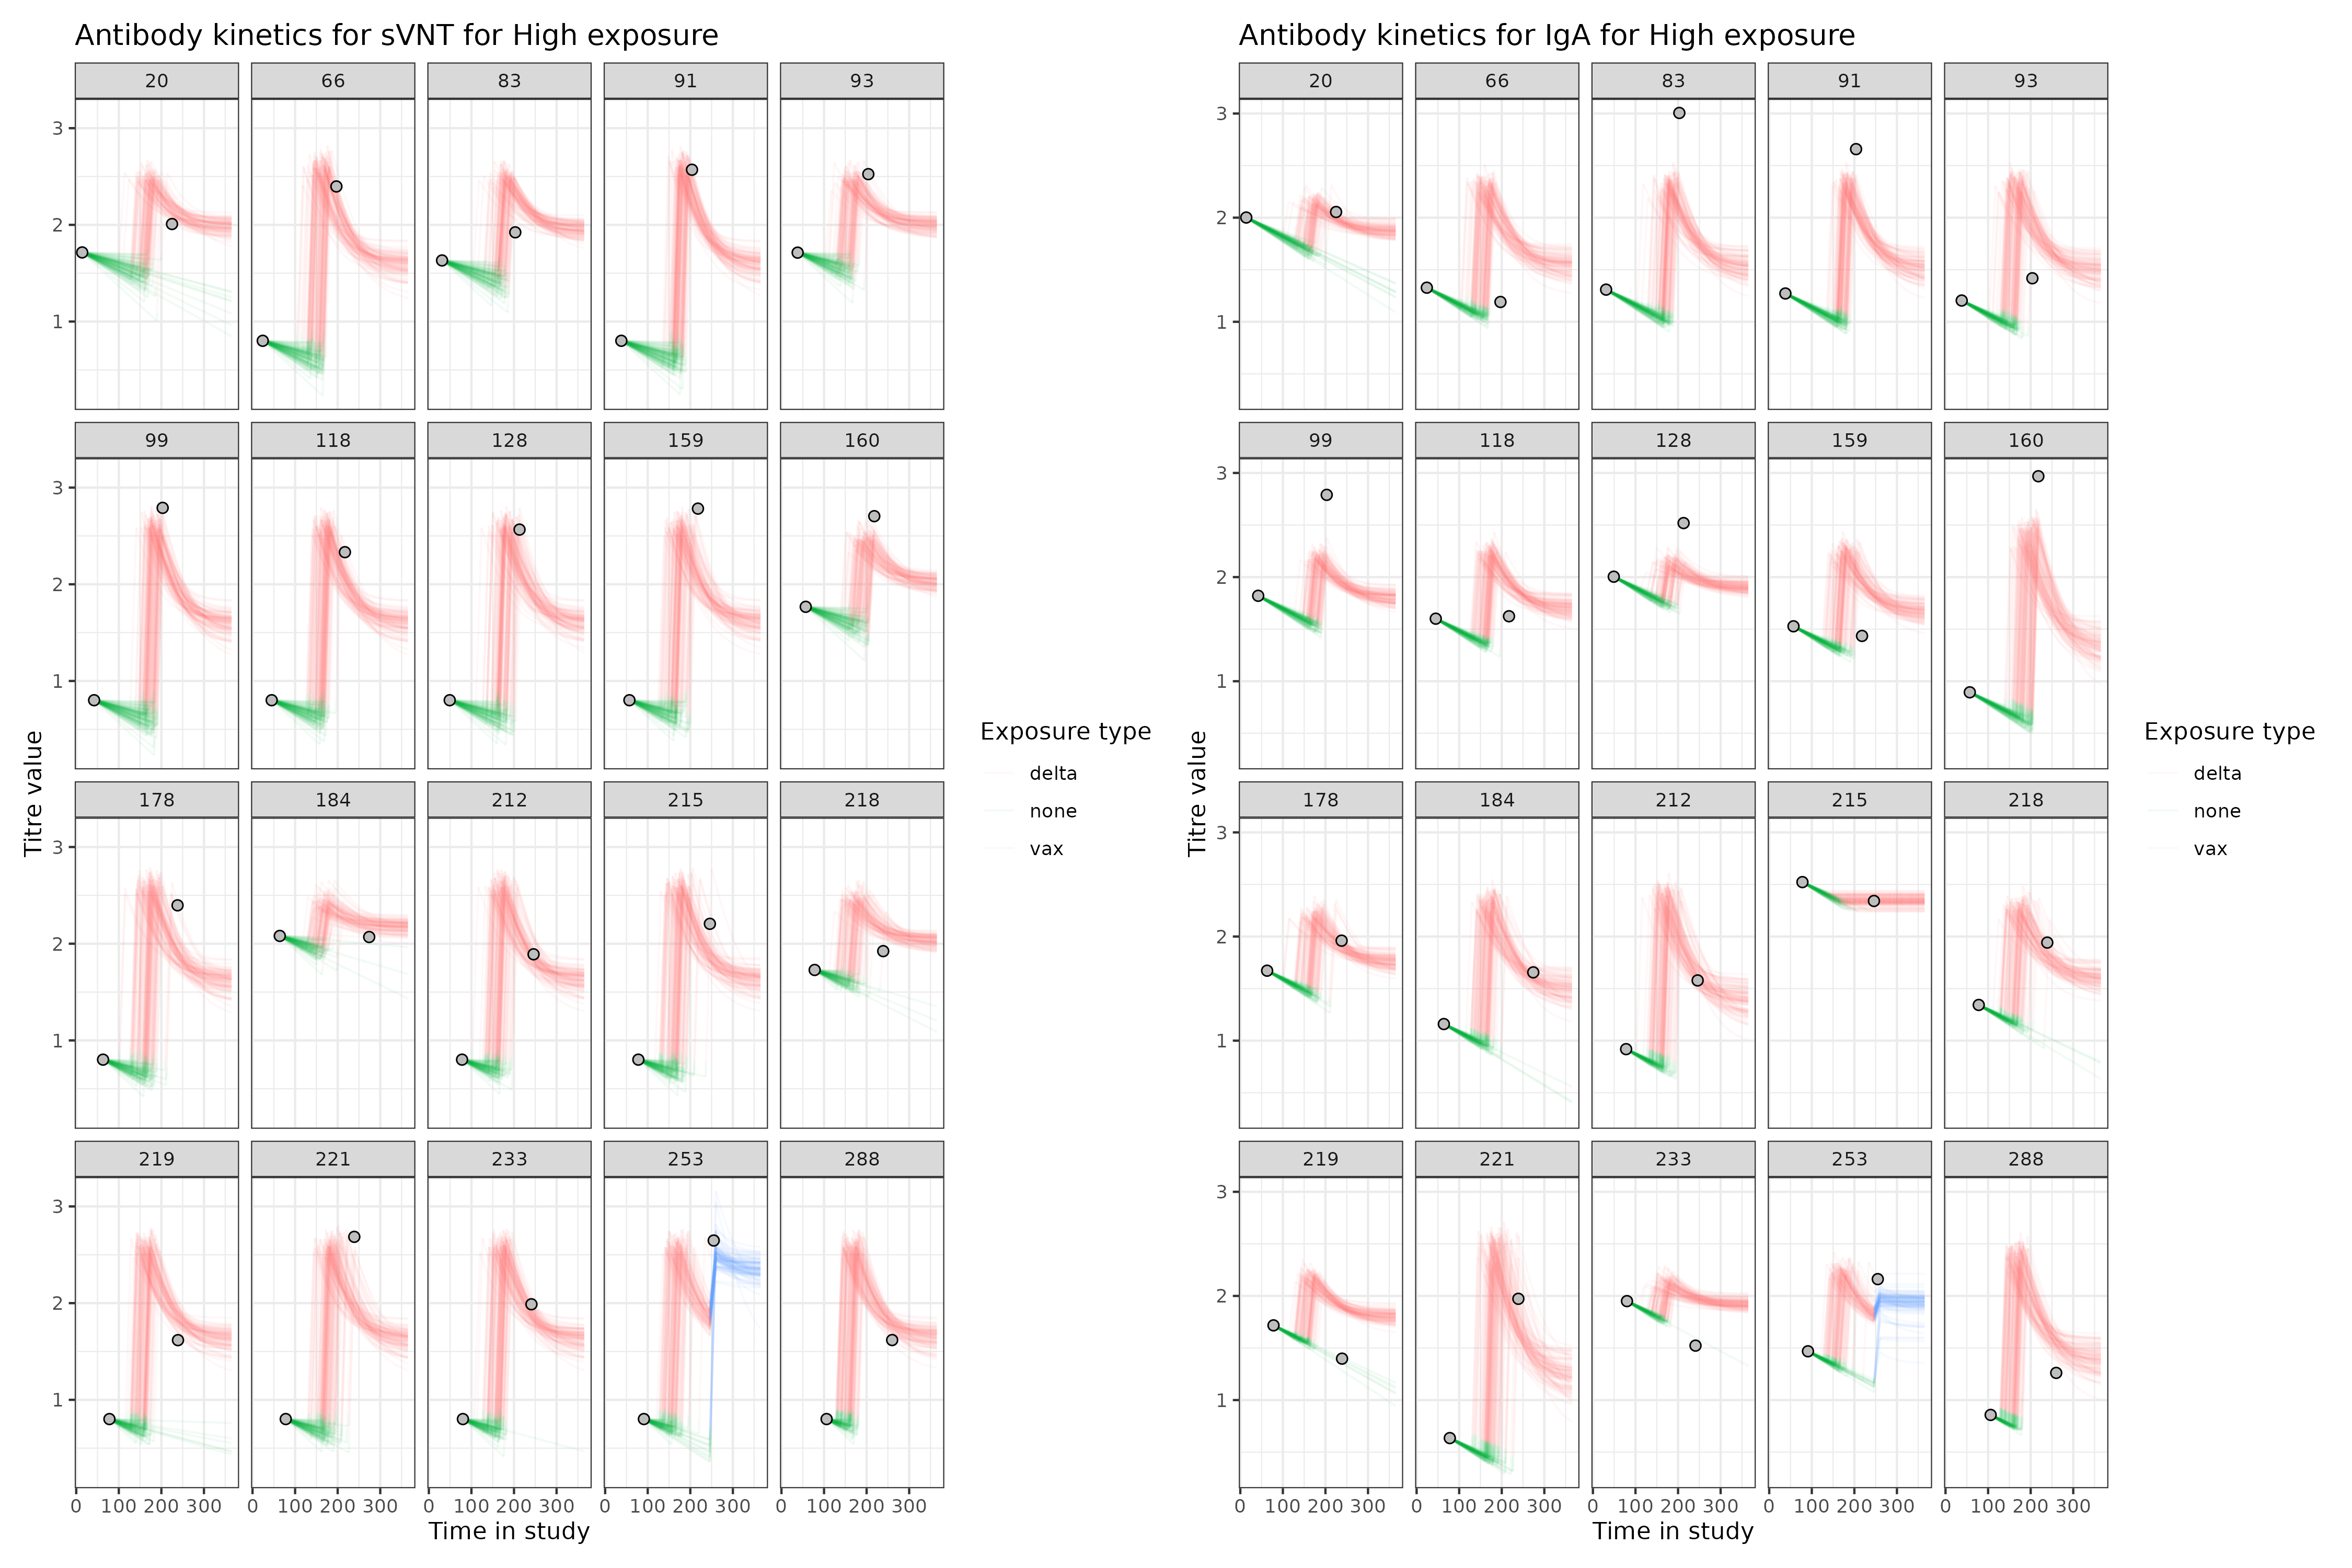 Antibody kinetics for sVNT for High exposure
20 66 83 91 93
3
2
1
99 118 128 159 160
3
2
1
178 184 212 215 218
3
2
1
219 221 233 253 288
3
2
1
0 100 200 300 0 100 200 300 0 100 200 300 0 100 200 300 0 100 200 300
Time in study
Titre value
Exposure type
delta
none
vax
Antibody kinetics for IgA for High exposure
20 66 83 91 93
3
2
1
99 118 128 159 160
3
2
1
178 184 212 215 218
3
2
1
219 221 233 253 288
3
2
1
0 100 200 300 0 100 200 300 0 100 200 300 0 100 200 300 0 100 200 300
Time in study
Titre value
Exposure type
delta
none
vax